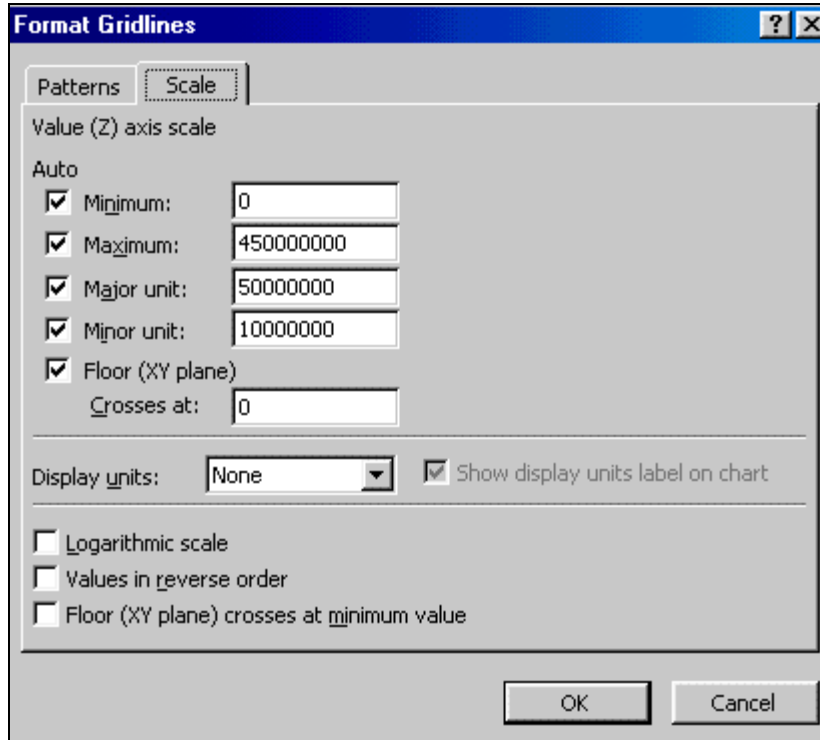 Format Gridlines ? X
Patterns Scale
Value (Z) axis scale
Auto
Minimum: 0
Maximum: 450000000
Major unit: 50000000
Minor unit: 10000000
Floor (XY plane)
Crosses at: 0
Display units: None Show display units label on chart
Logarithmic scale
Values in reverse order
Floor (XY plane) crosses at minimum value
OK Cancel